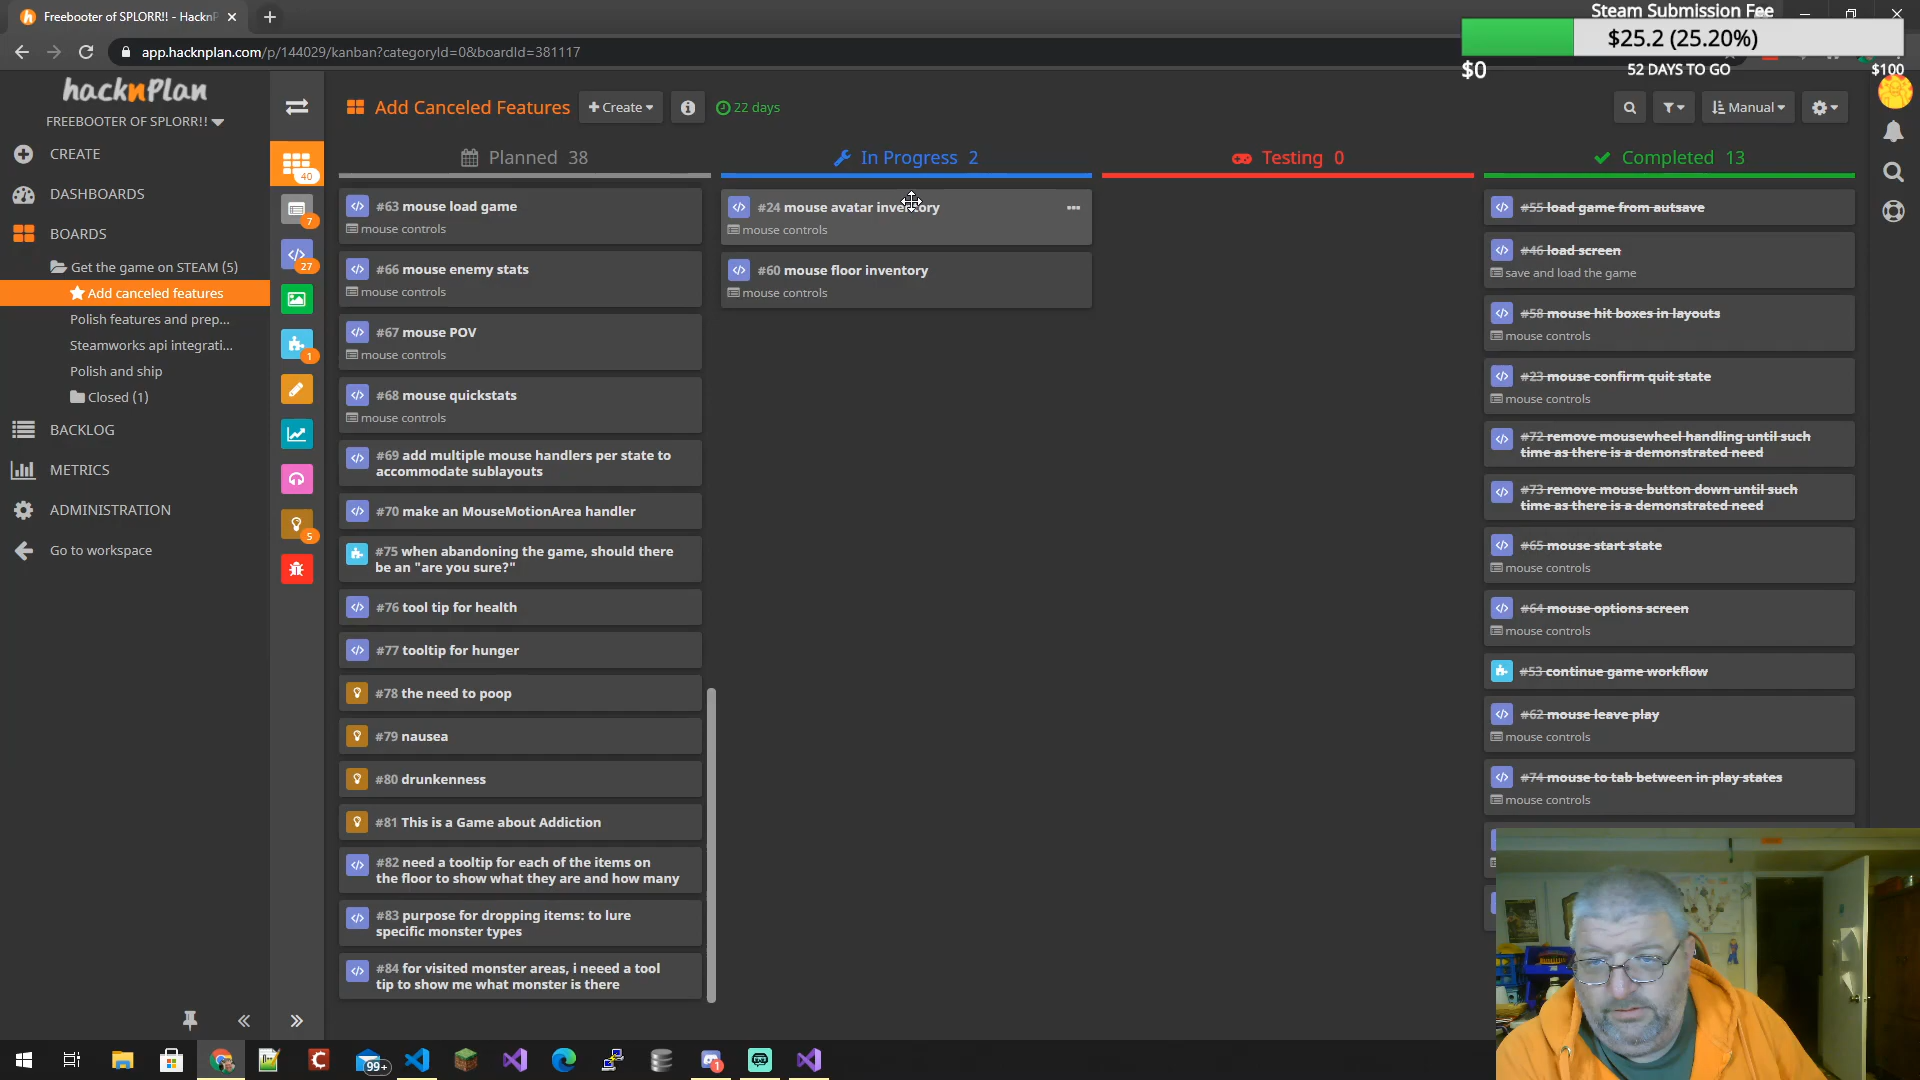 Freebooter of SPLORR!! - HacknP
Steam Submission Fee
$25.2 (25.20%)
$0
52 DAYS TO GO
$100
app.hacknplan.com/p/144029/kanban?categoryId=0&boardId=381117
hacknPlan
FREEBOOTER OF SPLORR!!
CREATE
DASHBOARDS
BOARDS
Get the game on STEAM (5)
Add canceled features
Polish features and prep...
Steamworks api integrati...
Polish and ship
Closed (1)
BACKLOG
METRICS
ADMINISTRATION
Go to workspace
40
7
27
1
5
Add Canceled Features
Create
22 days
Manual
Planned 38
#63 mouse load game
mouse controls
#66 mouse enemy stats
mouse controls
#67 mouse POV
mouse controls
#68 mouse quickstats
mouse controls
#69 add multiple mouse handlers per state to
accommodate sublayouts
#70 make an MouseMotionArea handler
#75 when abandoning the game, should there
be an "are you sure?"
#76 tool tip for health
#77 tooltip for hunger
#78 the need to poop
#79 nausea
#80 drunkenness
#81 This is a Game about Addiction
#82 need a tooltip for each of the items on
the floor to show what they are and how many
#83 purpose for dropping items: to lure
specific monster types
#84 for visited monster areas, i neeed a tool
tip to show me what monster is there
In Progress 2
#24 mouse avatar inventory
mouse controls
#60 mouse floor inventory
mouse controls
Testing 0
Completed 13
#55 load game from autosave
#46 load screen
save and load the game
#58 mouse hit boxes in layouts
mouse controls
#23 mouse confirm quit state
mouse controls
#72 remove mousewheel handling until such
time as there is a demonstrated need
#73 remove mouse button down until such
time as there is a demonstrated need
#65 mouse start state
mouse controls
#64 mouse options screen
mouse controls
#53 continue game workflow
#62 mouse leave play
mouse controls
#74 mouse to tab between in play states
mouse controls
99+
1